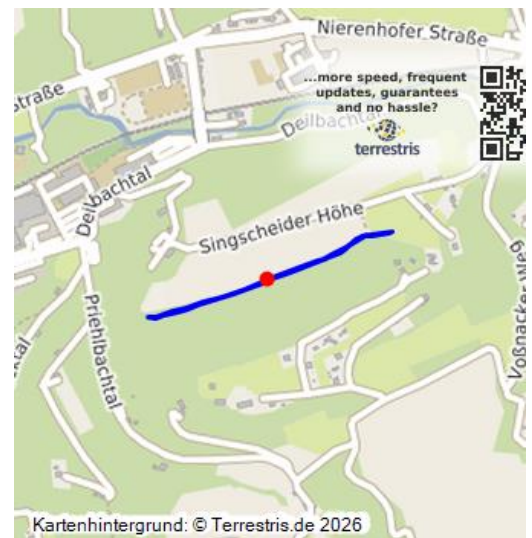 Nierenhofer Straße
...more speed, frequent
updates, guarantees
and no hassle?
terrestris
Straße
Deilbachtal
Deilbachtal
Singscheider Höhe
Voßnacker Weg
Priehlbachtal
Kartenhintergrund: © Terrestris.de 2026